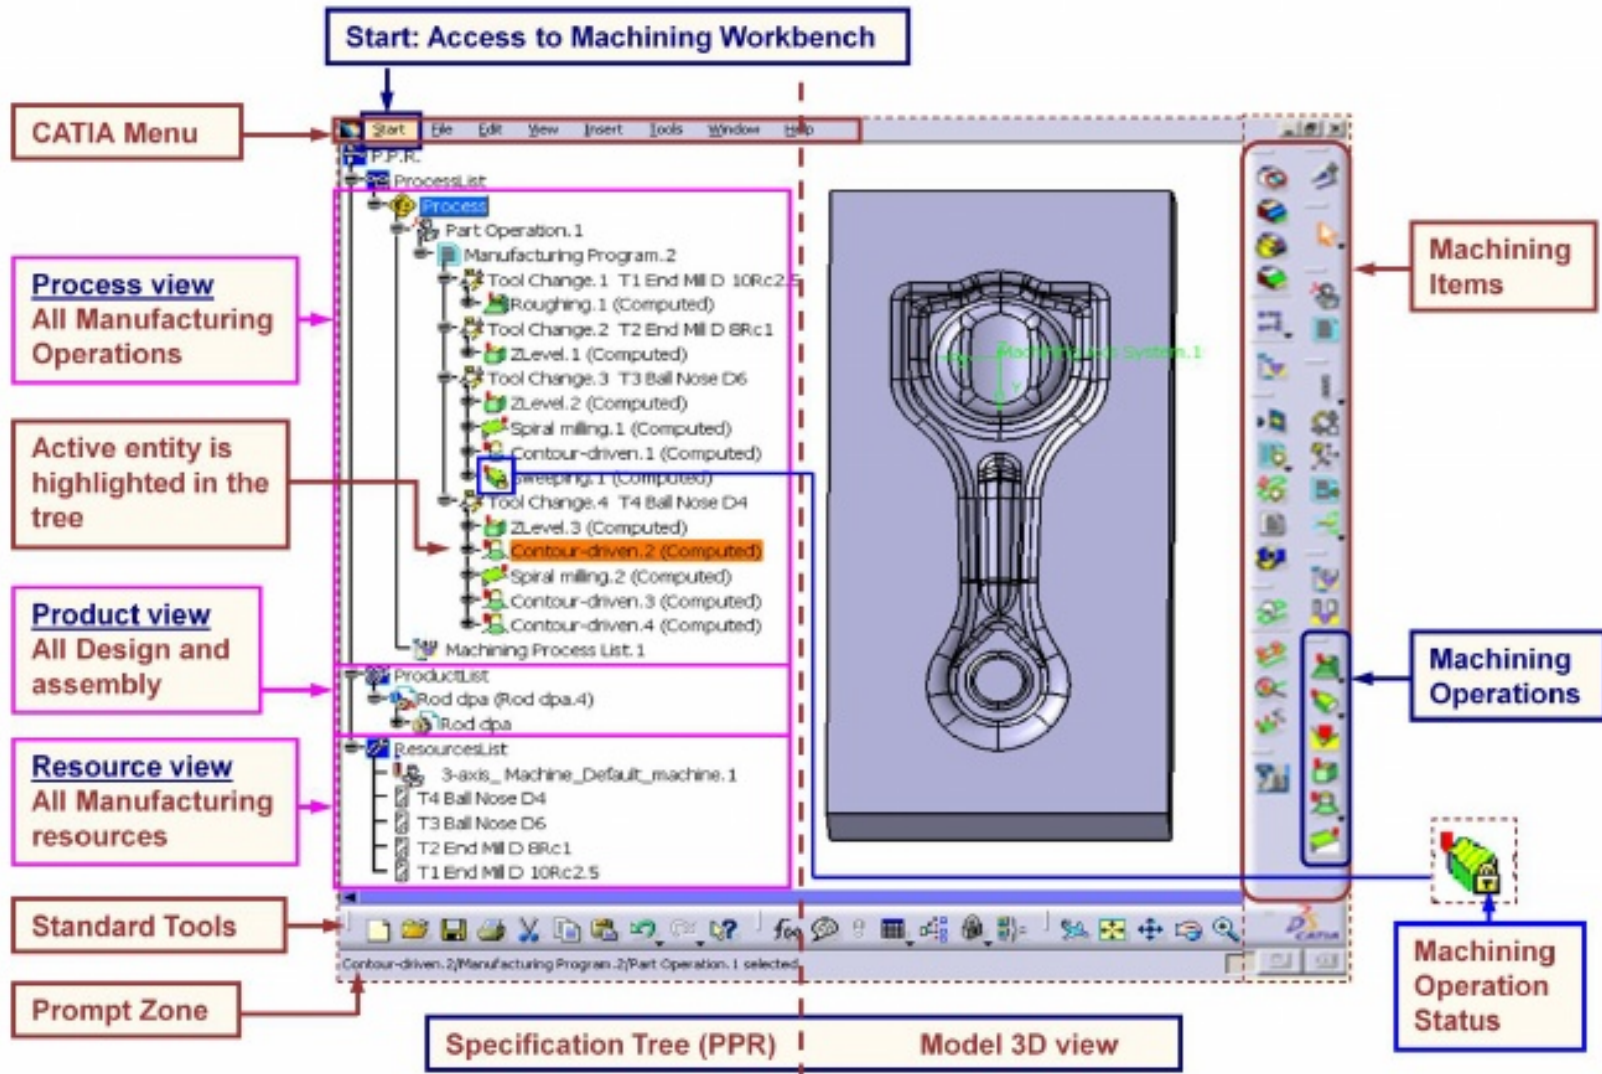 Start: Access to Machining Workbench
CATIA Menu
Start File Edit View Insert Tools Window Help
P.P.R.
ProcessList
Process
Part Operation.1
Manufacturing Program.2
Tool Change.1 T1 End Mill D 10Rc2.5
Roughing.1 (Computed)
Tool Change.2 T2 End Mill D 8Rc1
ZLevel.1 (Computed)
Tool Change.3 T3 Ball Nose D6
ZLevel.2 (Computed)
Spiral milling.1 (Computed)
Contour-driven.1 (Computed)
Sweeping.1 (Computed)
Tool Change.4 T4 Ball Nose D4
ZLevel.3 (Computed)
Contour-driven.2 (Computed)
Spiral milling.2 (Computed)
Contour-driven.3 (Computed)
Contour-driven.4 (Computed)
Machining Process List.1
ProductList
Rod dpa (Rod dpa.4)
Rod dpa
ResourcesList
3-axis_ Machine_Default_machine.1
T4 Ball Nose D4
T3 Ball Nose D6
T2 End Mill D 8Rc1
T1 End Mill D 10Rc2.5
Process view
All Manufacturing
Operations
Active entity is
highlighted in the
tree
Product view
All Design and
assembly
Resource view
All Manufacturing
resources
Standard Tools
Prompt Zone
Machining Axis System.1
Y
Machining
Items
Machining
Operations
Machining
Operation
Status
CATIA
Contour-driven.2/Manufacturing Program.2/Part Operation.1 selected
Specification Tree (PPR)
Model 3D view